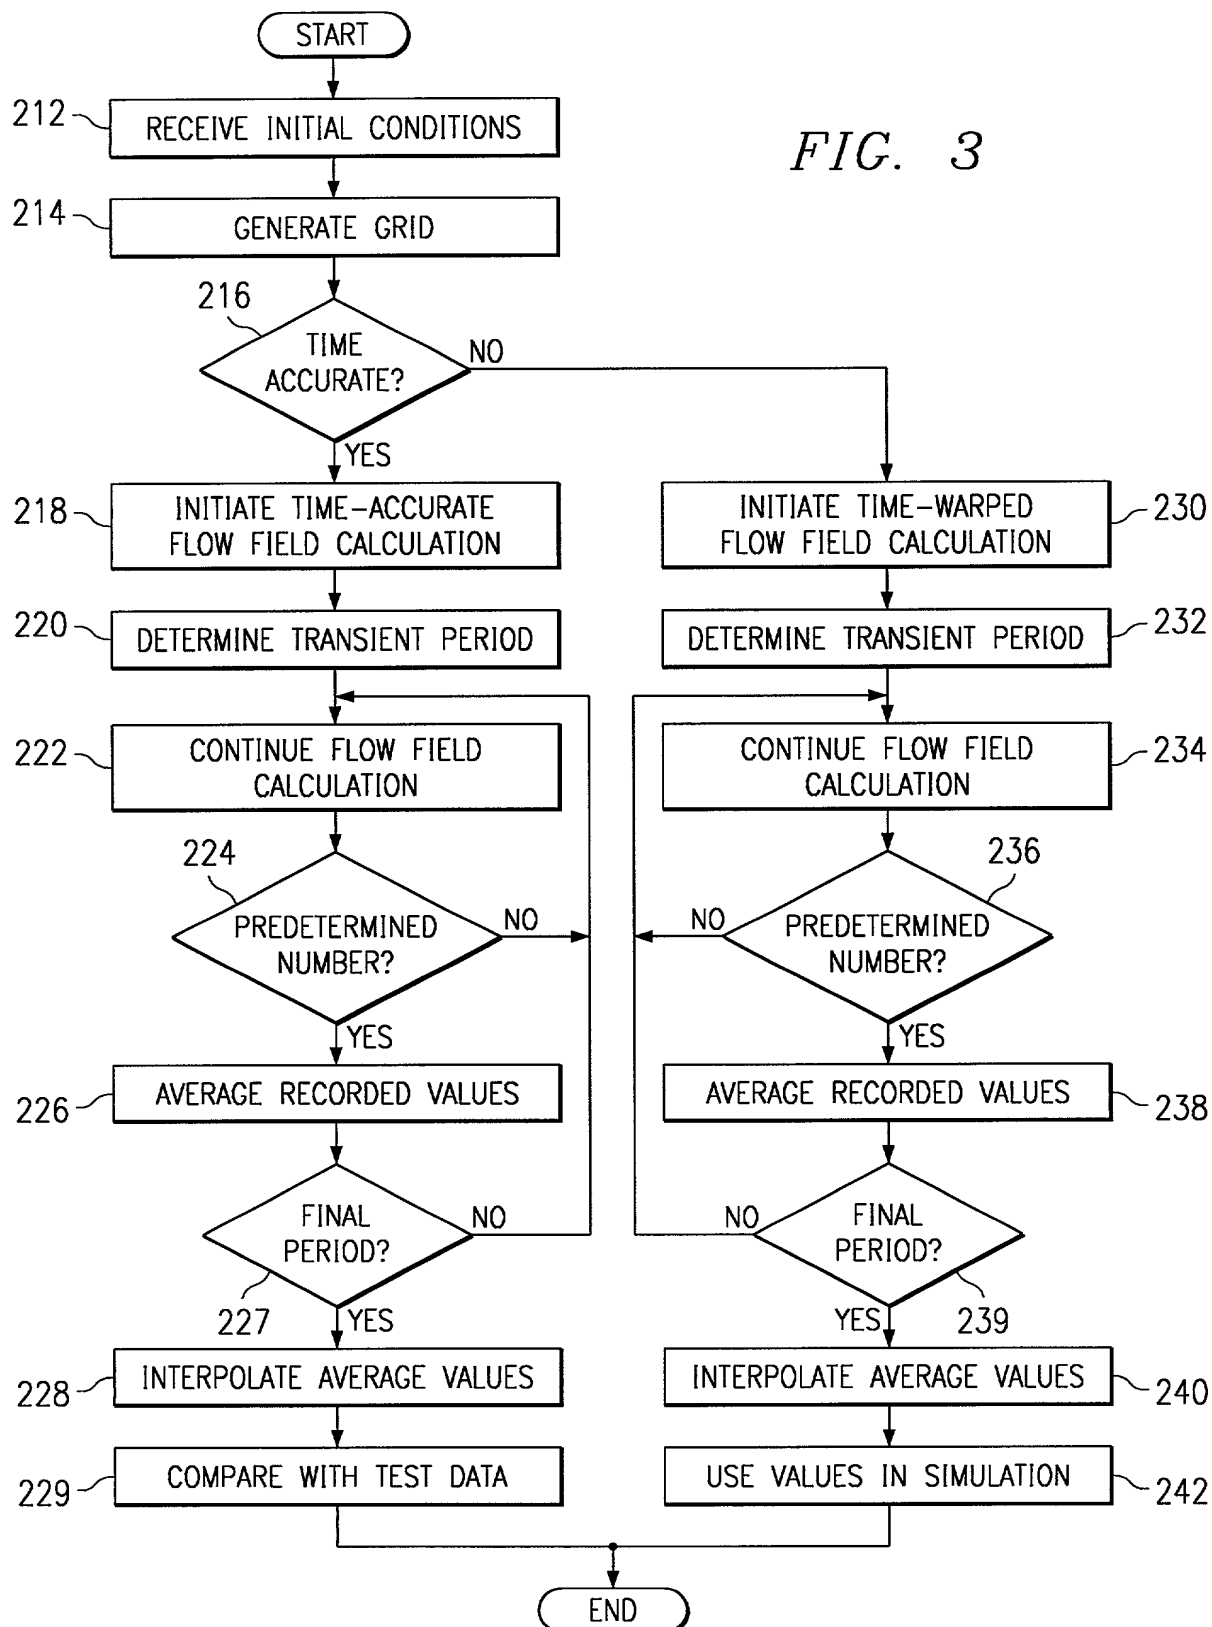 START
212
RECEIVE INITIAL CONDITIONS
FIG. 3
214
GENERATE GRID
216
TIME
ACCURATE?
NO
YES
218
INITIATE TIME-ACCURATE
FLOW FIELD CALCULATION
INITIATE TIME-WARPED
FLOW FIELD CALCULATION
230
220
DETERMINE TRANSIENT PERIOD
DETERMINE TRANSIENT PERIOD
232
222
CONTINUE FLOW FIELD
CALCULATION
CONTINUE FLOW FIELD
CALCULATION
234
224
PREDETERMINED
NUMBER?
NO
YES
236
NO
PREDETERMINED
NUMBER?
YES
226
AVERAGE RECORDED VALUES
AVERAGE RECORDED VALUES
238
FINAL
PERIOD?
NO
227
YES
NO
FINAL
PERIOD?
YES
239
228
INTERPOLATE AVERAGE VALUES
INTERPOLATE AVERAGE VALUES
240
229
COMPARE WITH TEST DATA
USE VALUES IN SIMULATION
242
END